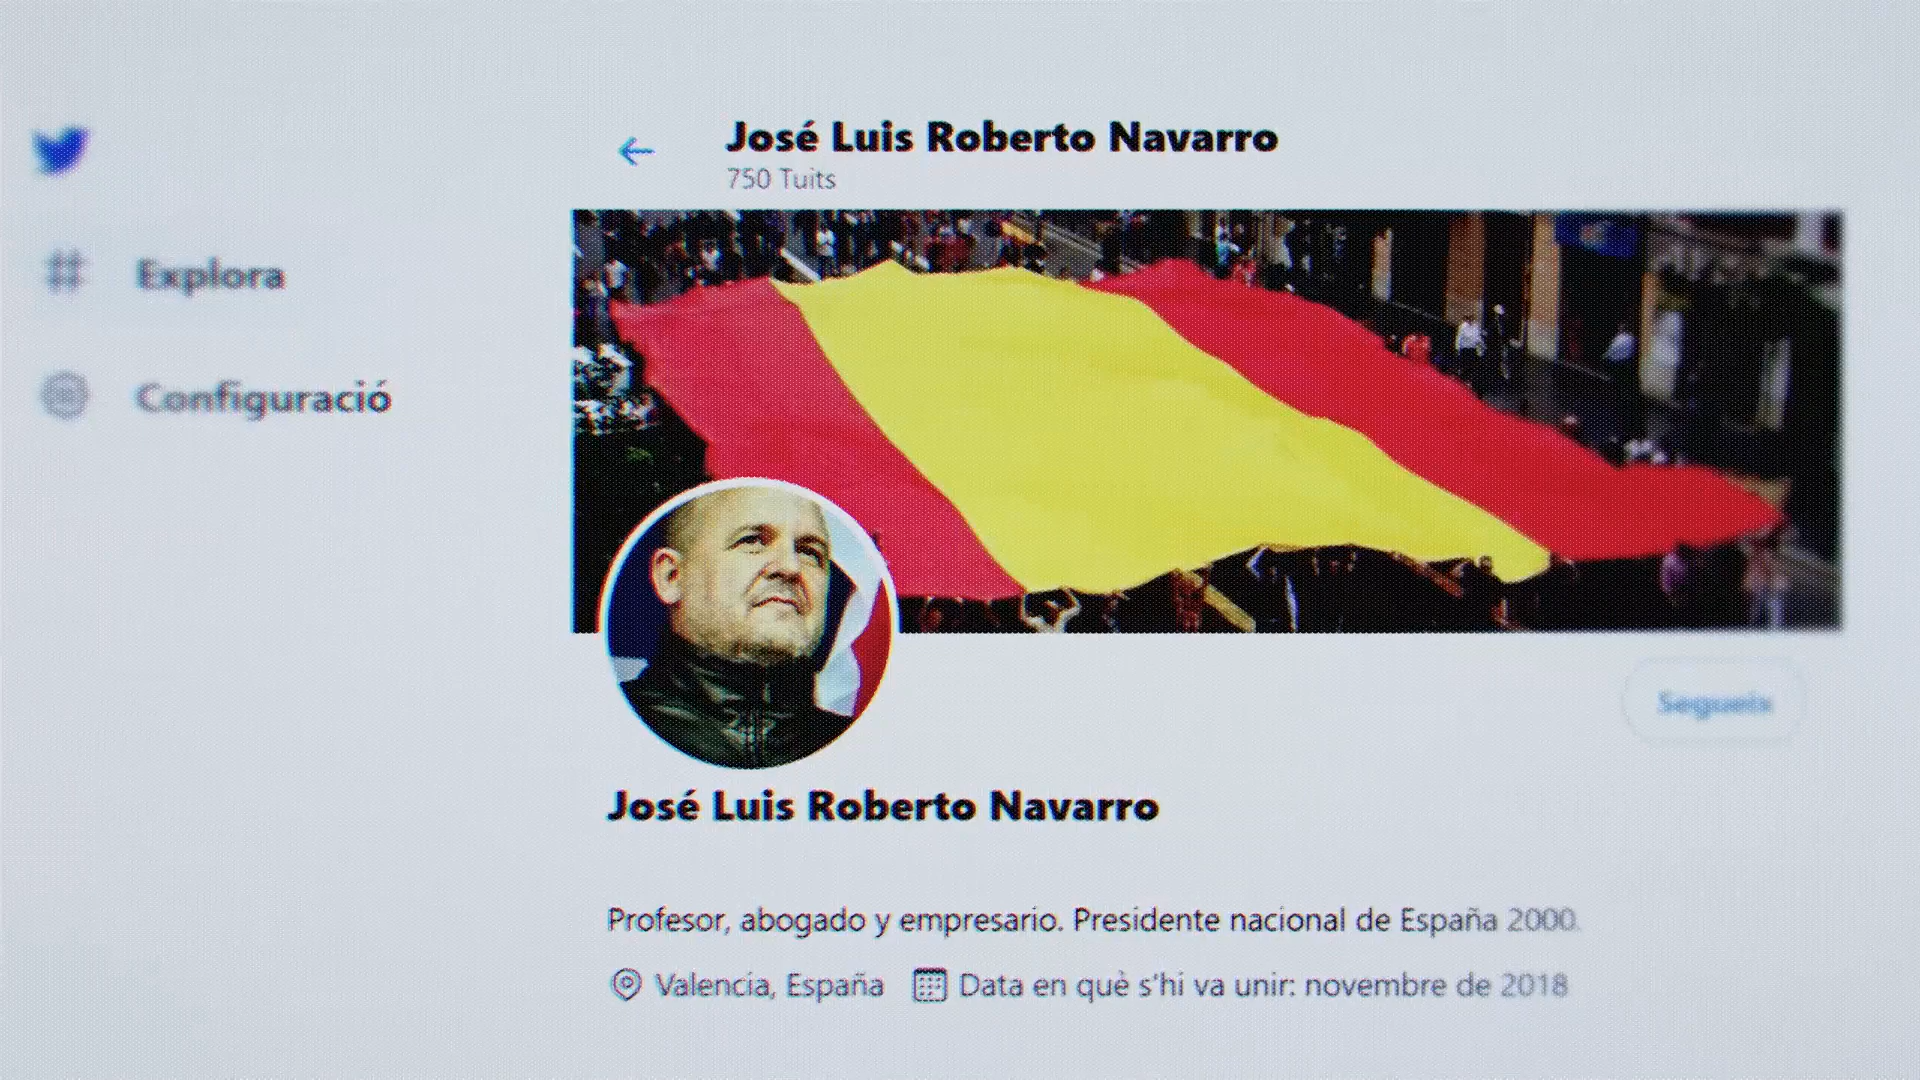 José Luis Roberto Navarro
750 Tuits
Explora
Configuració
Segueix
José Luis Roberto Navarro
Profesor, abogado y empresario. Presidente nacional de España 2000.
Valencia, España Data en què s'hi va unir: novembre de 2018